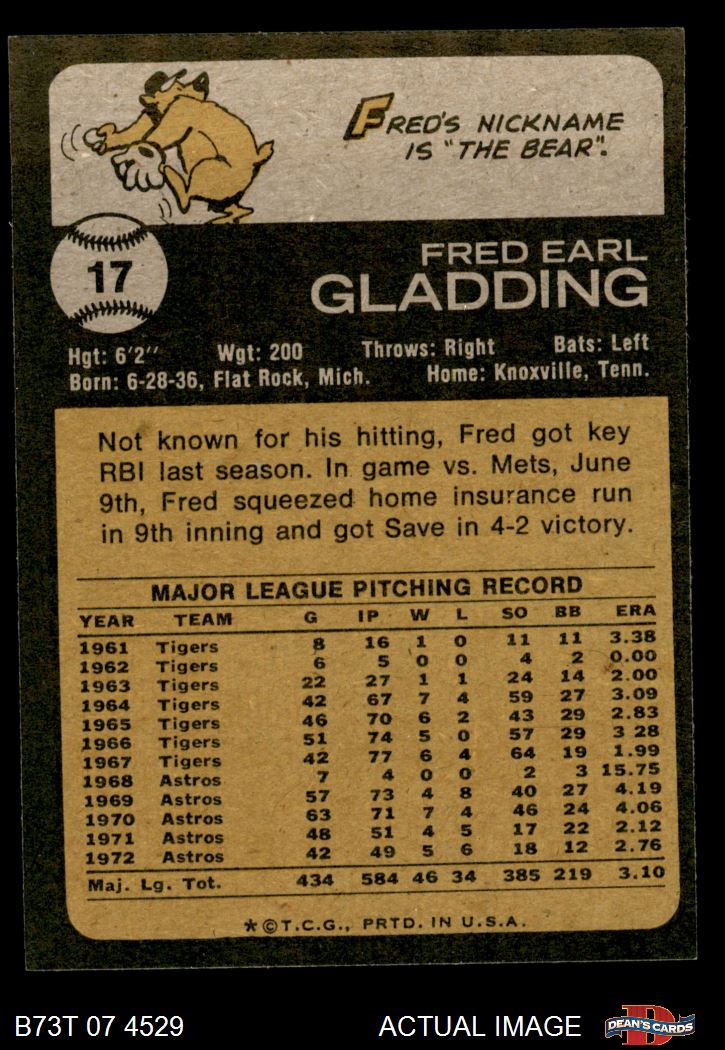 FRED'S NICKNAME
IS "THE BEAR".
17
FRED EARL
GLADDING
Hgt: 6'2" Wgt: 200 Throws: Right Bats: Left
Born: 6-28-36, Flat Rock, Mich. Home: Knoxville, Tenn.
Not known for his hitting, Fred got key
RBI last season. In game vs. Mets, June
9th, Fred squeezed home insurance run
in 9th inning and got Save in 4-2 victory.
MAJOR LEAGUE PITCHING RECORD
YEAR TEAM G IP W L SO BB ERA
1961 Tigers 8 16 1 0 11 11 3.38
1962 Tigers 6 5 0 0 4 2 0.00
1963 Tigers 22 27 1 1 24 14 2.00
1964 Tigers 42 67 7 4 59 27 3.09
1965 Tigers 46 70 6 2 43 29 2.83
1966 Tigers 51 74 5 0 57 29 3 28
1967 Tigers 42 77 6 4 64 19 1.99
1968 Astros 7 4 0 0 2 3 15.75
1969 Astros 57 73 4 8 40 27 4.19
1970 Astros 63 71 7 4 46 24 4.06
1971 Astros 48 51 4 5 17 22 2.12
1972 Astros 42 49 5 6 18 12 2.76
Maj. Lg. Tot. 434 584 46 34 385 219 3.10
*©T.C.G., PRTD. IN U.S.A.
B73T 07 4529 ACTUAL IMAGE D DEAN'S CARDS